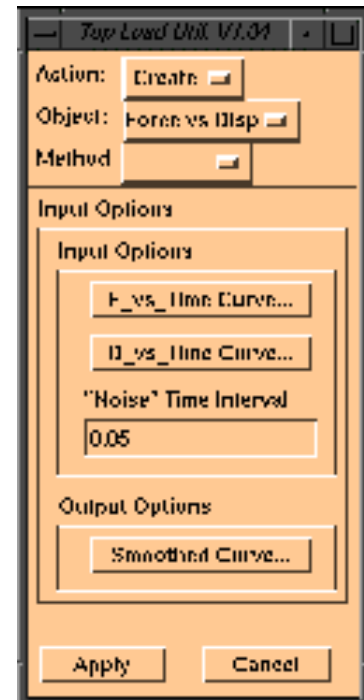 Top Load Util. V1.04
Action: Create
Object: Force vs Disp
Method
Input Options
Input Options
F_vs_Time Curve...
D_vs_Time Curve...
"Noise" Time Interval
0.05
Output Options
Smoothed Curve...
Apply Cancel